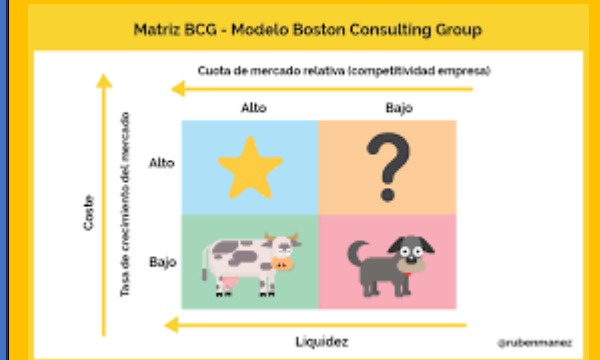 Matriz BCG - Modelo Boston Consulting Group
Cuota de mercado relativa (competitividad empresa)
Alto
Bajo
Coste
Tasa de crecimiento del mercado
Alto
?
Bajo
Liquidez
@rubenmanez